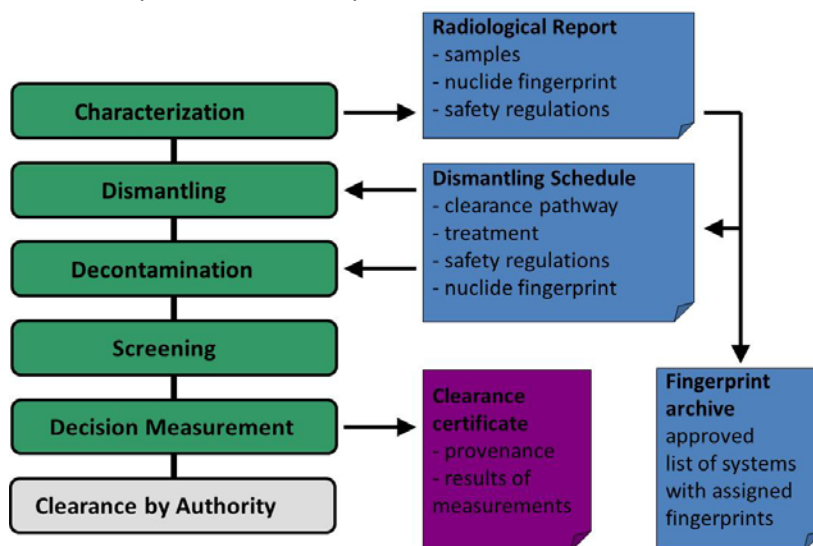 Radiological Report
- samples
- nuclide fingerprint
- safety regulations
Characterization
Dismantling
Decontamination
Screening
Decision Measurement
Clearance by Authority
Dismantling Schedule
- clearance pathway
- treatment
- safety regulations
- nuclide fingerprint
Clearance
certificate
- provenance
- results of
measurements
Fingerprint
archive
approved
list of systems
with assigned
fingerprints